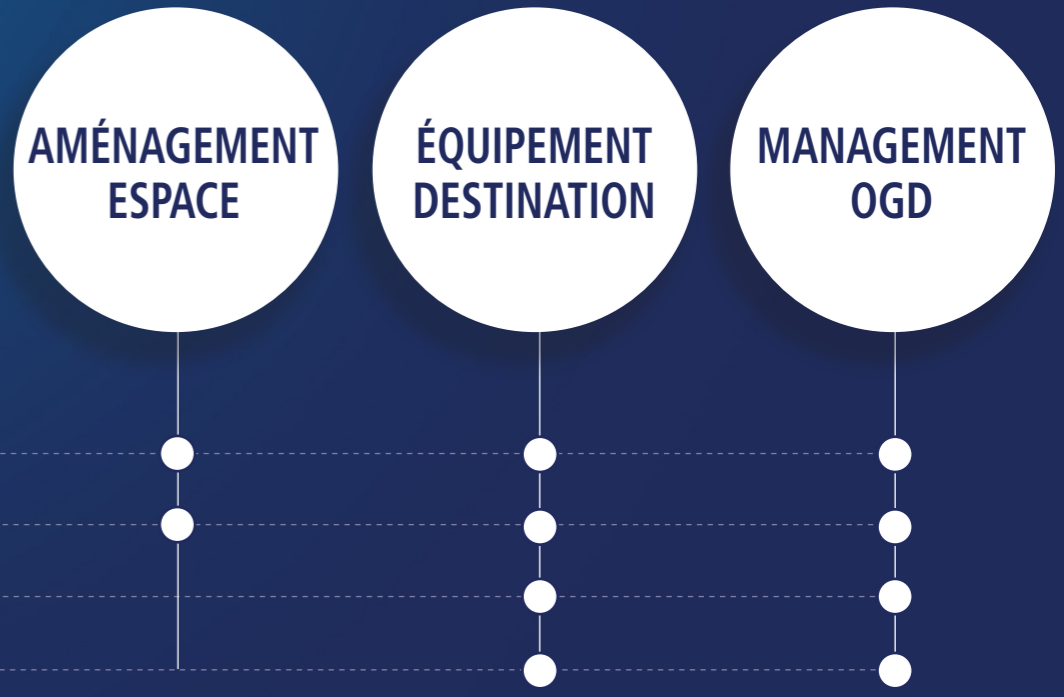 AMÉNAGEMENT
ESPACE
ÉQUIPEMENT
DESTINATION
MANAGEMENT
OGD